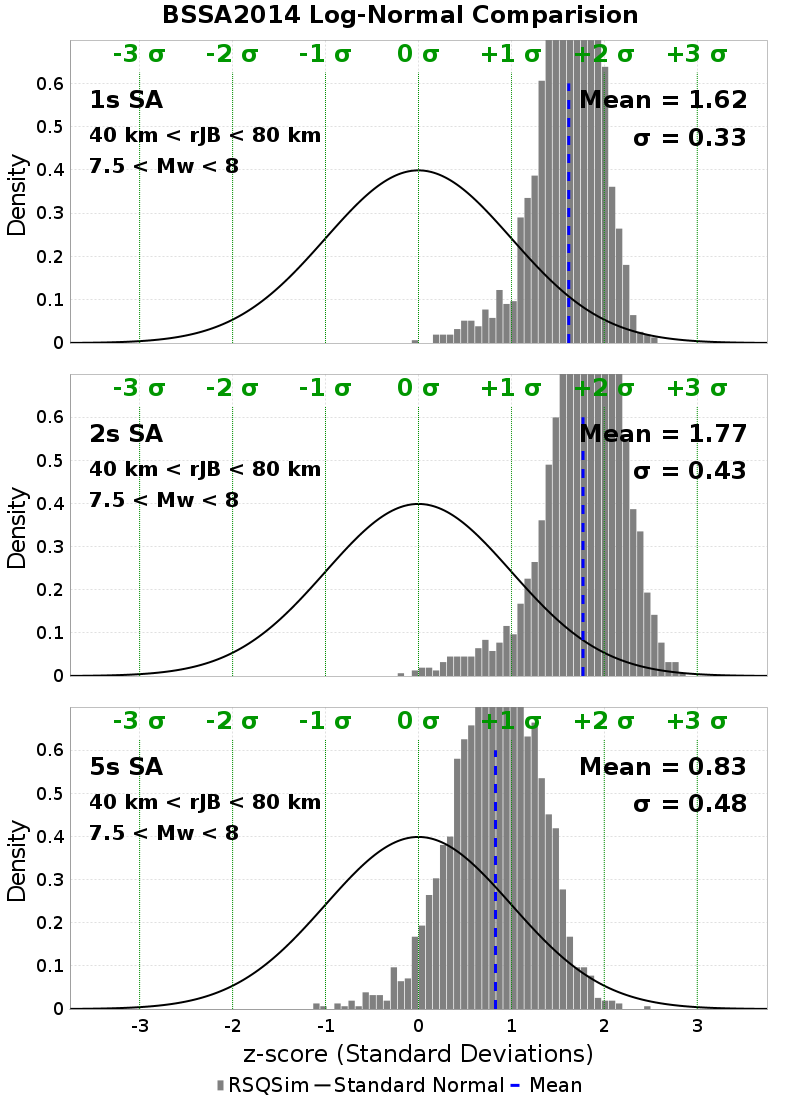 BSSA2014 Log-Normal Comparision
-3 σ -2 σ -1 σ 0 σ +1 σ +2 σ +3 σ
1s SA
Mean = 1.62
40 km < rJB < 80 km
σ = 0.33
7.5 < Mw < 8
Density
0.6
0.5
0.4
0.3
0.2
0.1
0
-3 σ -2 σ -1 σ 0 σ +1 σ +2 σ +3 σ
2s SA
Mean = 1.77
40 km < rJB < 80 km
σ = 0.43
7.5 < Mw < 8
Density
0.6
0.5
0.4
0.3
0.2
0.1
0
-3 σ -2 σ -1 σ 0 σ +1 σ +2 σ +3 σ
5s SA
Mean = 0.83
40 km < rJB < 80 km
σ = 0.48
7.5 < Mw < 8
Density
0.6
0.5
0.4
0.3
0.2
0.1
0
-3 -2 -1 0 1 2 3
z-score (Standard Deviations)
RSQSim Standard Normal Mean